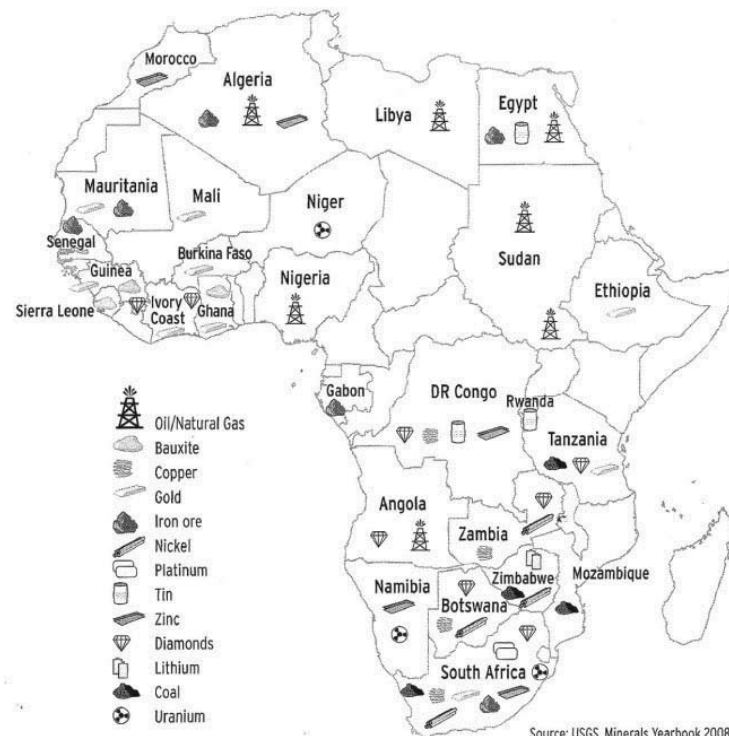 Morocco
Algeria
Libya
Egypt
Mauritania
Mali
Niger
Sudan
Senegal
Burkina Faso
Guinea
Nigeria
Ethiopia
Sierra Leone
Ivory
Coast
Ghana
Gabon
DR Congo
Rwanda
Tanzania
Angola
Zambia
Zimbabwe
Mozambique
Namibia
Botswana
South Africa
Oil/Natural Gas
Bauxite
Copper
Gold
Iron ore
Nickel
Platinum
Tin
Zinc
Diamonds
Lithium
Coal
Uranium
Source: USGS, Minerals Yearbook 2008